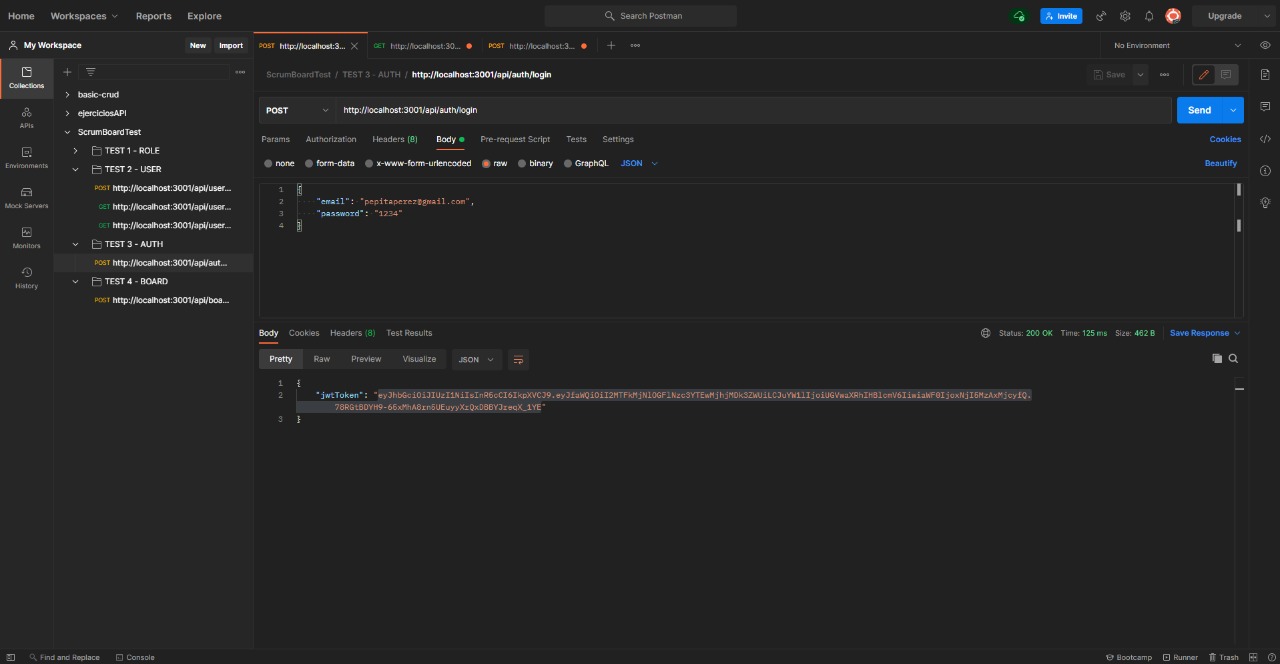 Home Workspaces Reports Explore Search Postman Invite Upgrade
My Workspace New Import POST http://localhost:3... GET http://localhost:30... POST http://localhost:3... No Environment
Collections
APIs
Environments
Mock Servers
Monitors
History
basic-crud
ejerciciosAPI
ScrumBoardTest
TEST 1 - ROLE
TEST 2 - USER
POST http://localhost:3001/api/user...
GET http://localhost:3001/api/user...
GET http://localhost:3001/api/user...
TEST 3 - AUTH
POST http://localhost:3001/api/aut...
TEST 4 - BOARD
POST http://localhost:3001/api/boa...
ScrumBoardTest / TEST 3 - AUTH / http://localhost:3001/api/auth/login Save
POST http://localhost:3001/api/auth/login Send
Params Authorization Headers (8) Body Pre-request Script Tests Settings Cookies
none form-data x-www-form-urlencoded raw binary GraphQL JSON Beautify
1 {
2 "email": "pepitaperez@gmail.com",
3 "password": "1234"
4 }
Body Cookies Headers (8) Test Results Status: 200 OK Time: 125 ms Size: 462 B Save Response
Pretty Raw Preview Visualize JSON
1 {
2 "jwtToken":
3 }
Find and Replace Console Bootcamp Runner Trash